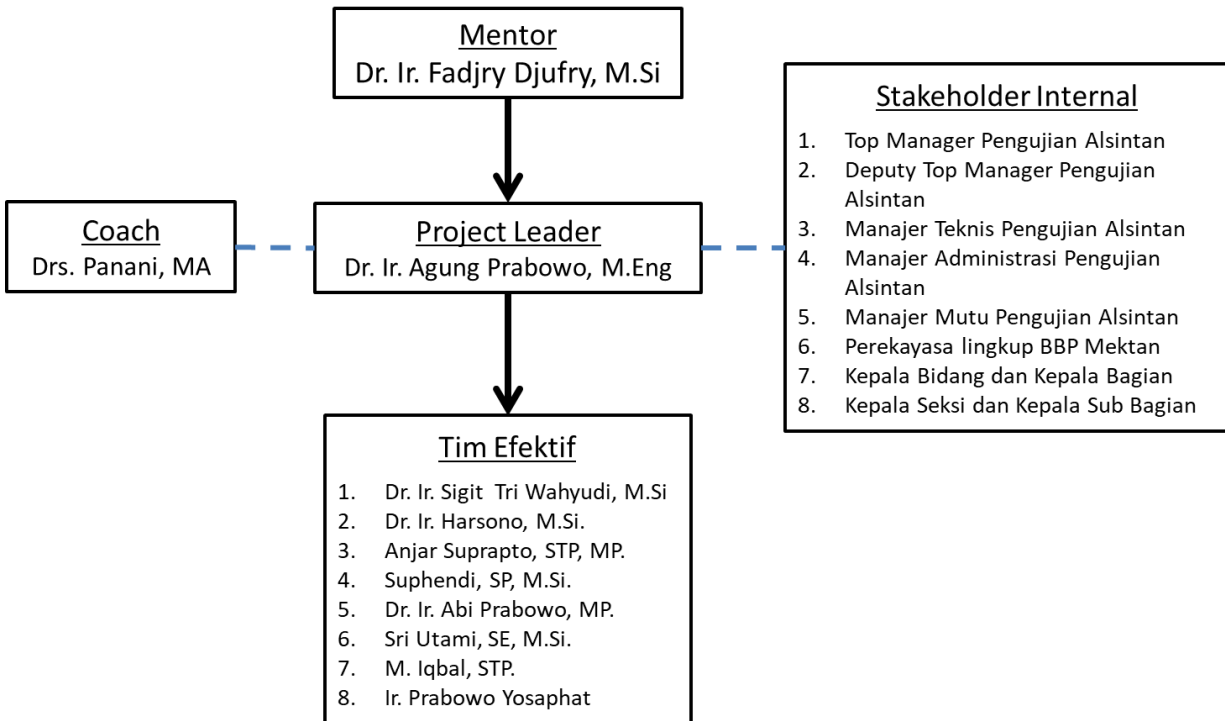 Mentor
Dr. Ir. Fadjry Djufry, M.Si
Coach
Drs. Panani, MA
Project Leader
Dr. Ir. Agung Prabowo, M.Eng
Stakeholder Internal
1. Top Manager Pengujian Alsintan
2. Deputy Top Manager Pengujian
Alsintan
3. Manajer Teknis Pengujian Alsintan
4. Manajer Administrasi Pengujian
Alsintan
5. Manajer Mutu Pengujian Alsintan
6. Perekayasa lingkup BBP Mektan
7. Kepala Bidang dan Kepala Bagian
8. Kepala Seksi dan Kepala Sub Bagian
Tim Efektif
1. Dr. Ir. Sigit Tri Wahyudi, M.Si
2. Dr. Ir. Harsono, M.Si.
3. Anjar Suprapto, STP, MP.
4. Suphendi, SP, M.Si.
5. Dr. Ir. Abi Prabowo, MP.
6. Sri Utami, SE, M.Si.
7. M. Iqbal, STP.
8. Ir. Prabowo Yosaphat